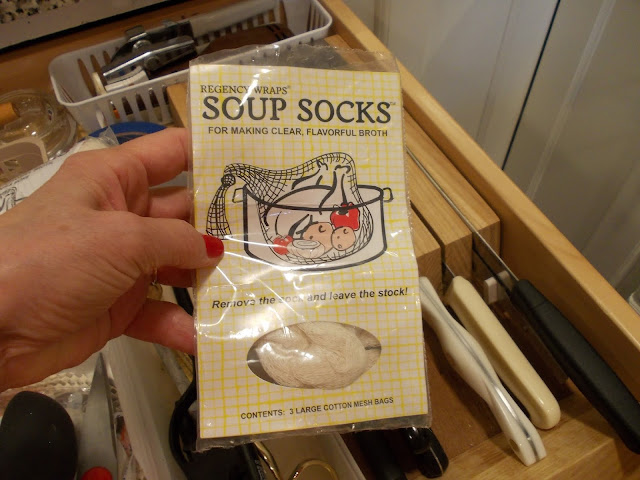 REGENCY WRAPS®
SOUP SOCKS™
FOR MAKING CLEAR, FLAVORFUL BROTH
Remove the sock and leave the stock!
CONTENTS: 3 LARGE COTTON MESH BAGS